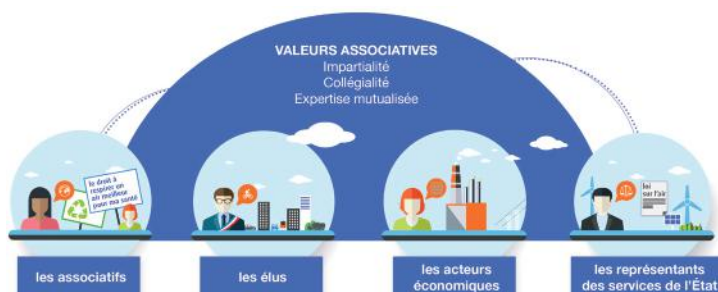 VALEURS ASSOCIATIVES
Impartialité
Collégialité
Expertise mutualisée
le droit à
respirer un
air meilleur
pour ma santé
loi
sur l'air
les associatifs
les élus
les acteurs
économiques
les représentants
des services de l'État